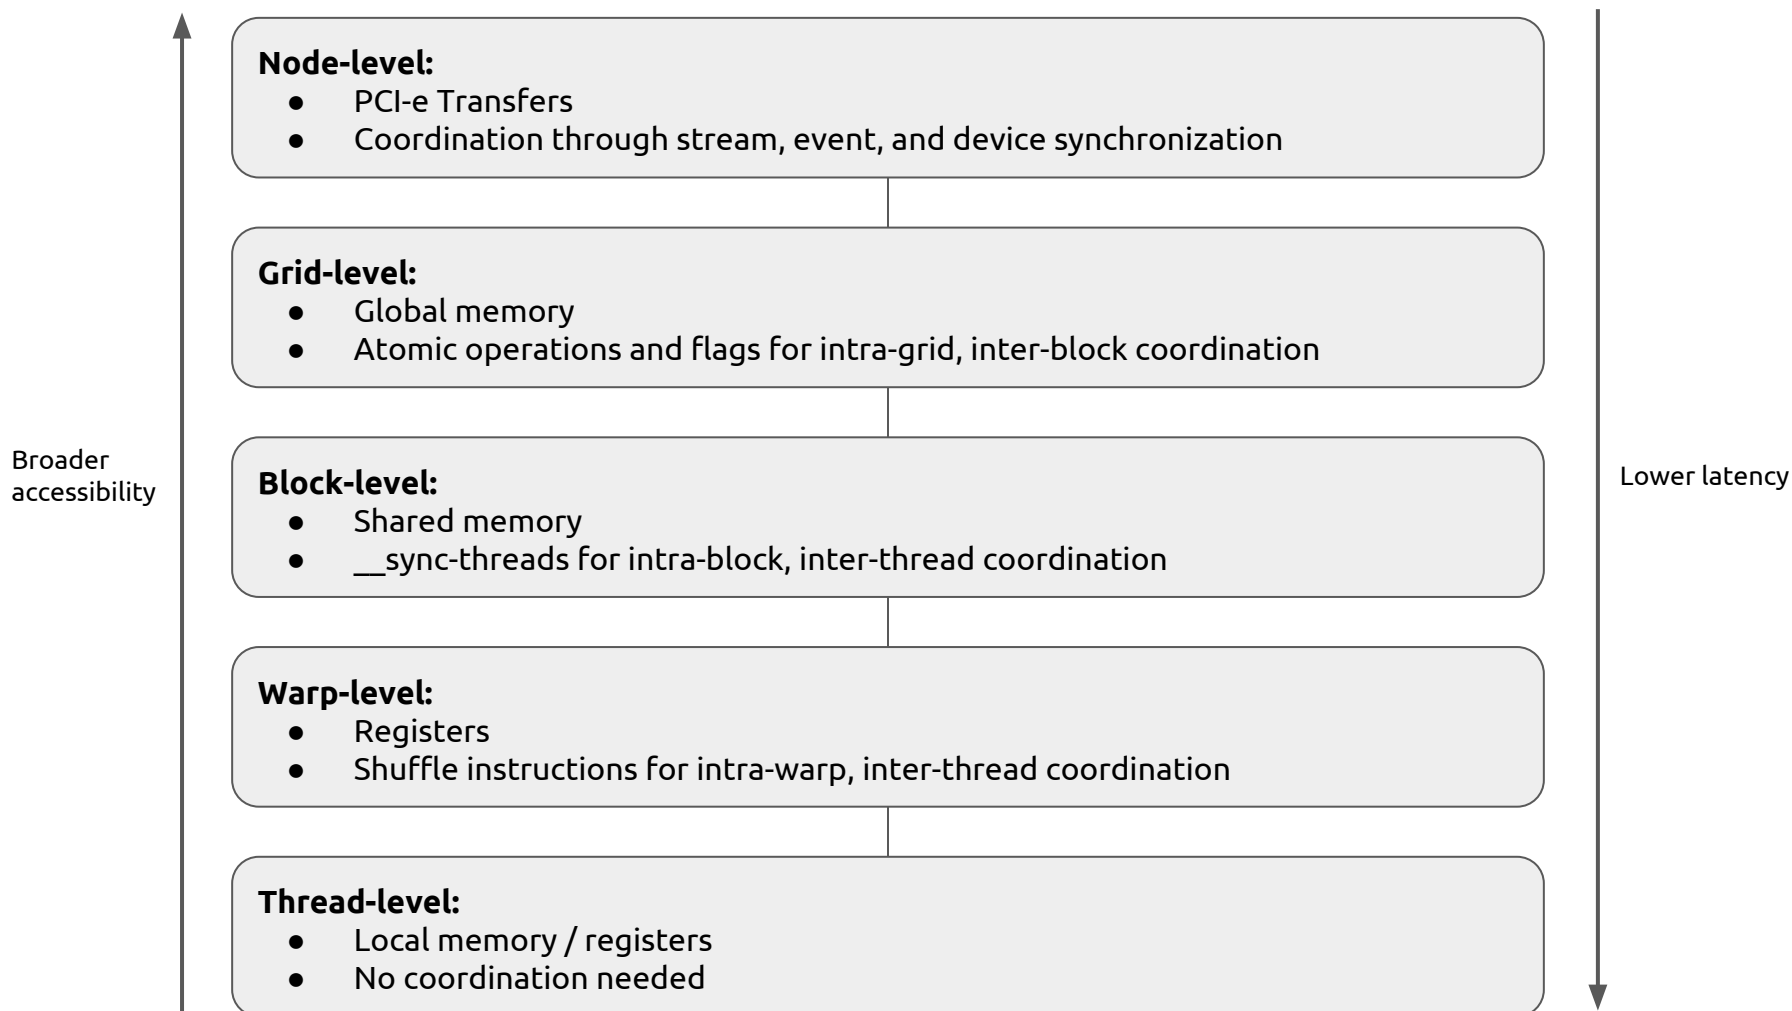 Node-level:
● PCI-e Transfers
● Coordination through stream, event, and device synchronization
Grid-level:
● Global memory
● Atomic operations and flags for intra-grid, inter-block coordination
Broader
accessibility
Block-level:
● Shared memory
● __sync-threads for intra-block, inter-thread coordination
Lower latency
Warp-level:
● Registers
● Shuffle instructions for intra-warp, inter-thread coordination
Thread-level:
● Local memory / registers
● No coordination needed